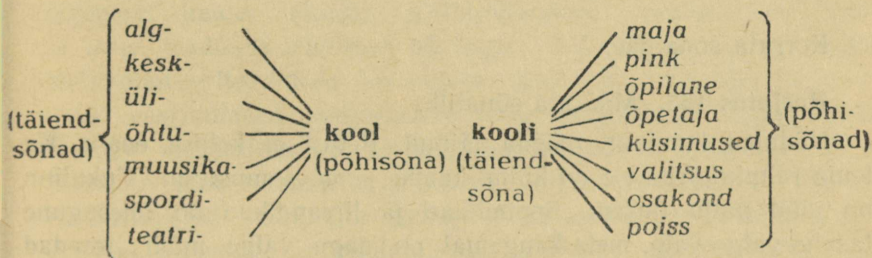 alg-
kesk-
üli-
õhtu-
muusika-
spordi-
teatri-
(täiend-
sõnad)
kool
(põhisõna)
kooli
(täiend-
sõna)
maja
pink
õpilane
õpetaja
küsimused
valitsus
osakond
poiss
(põhi-
sõnad)